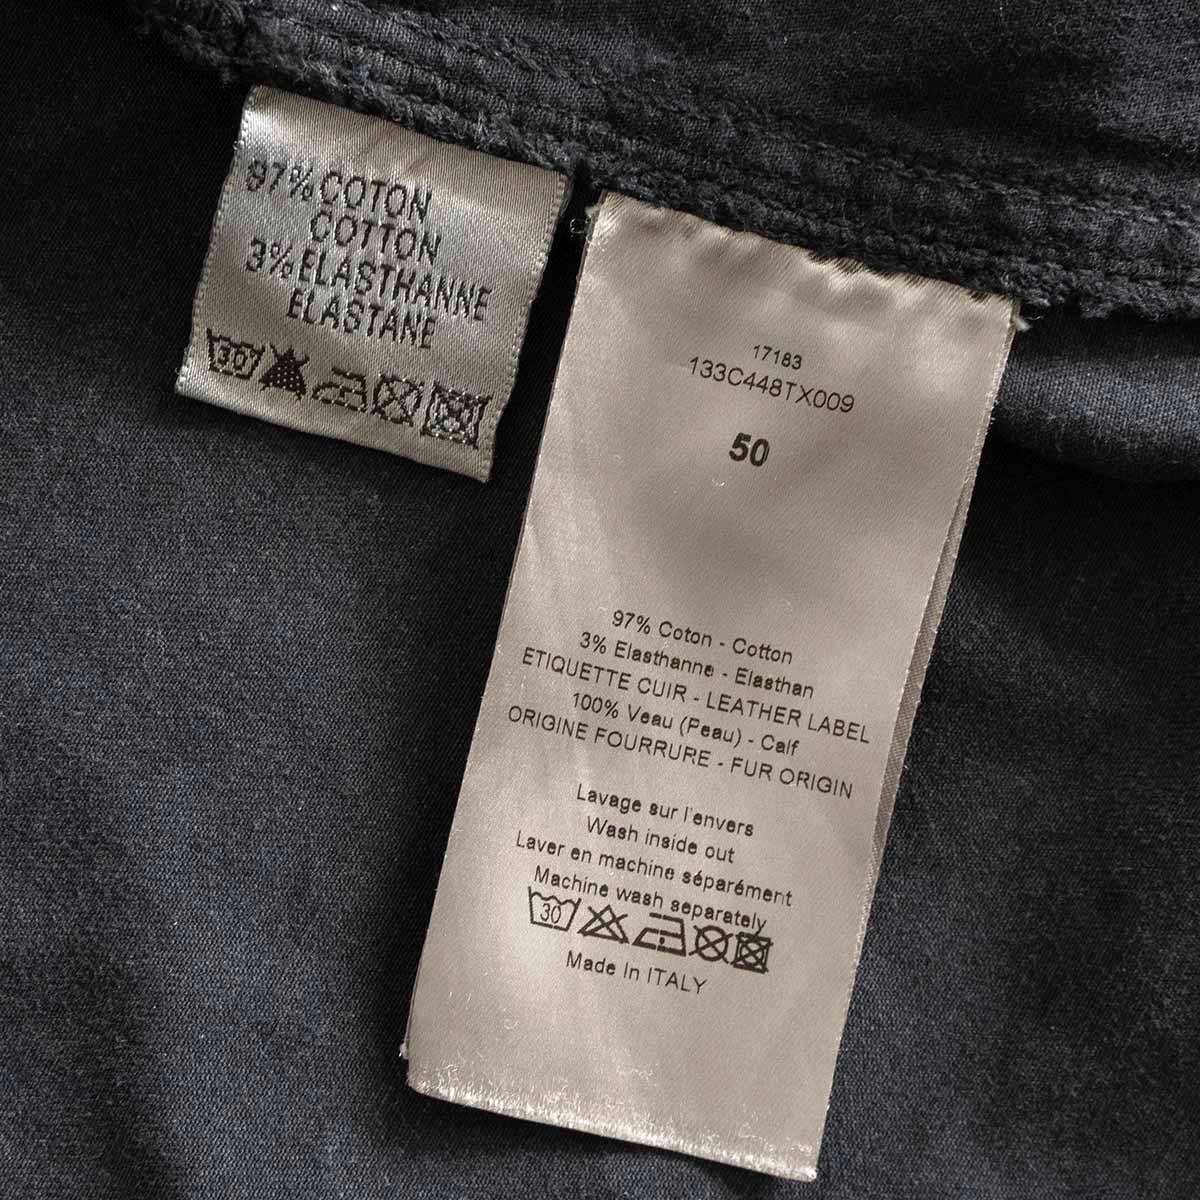 97% COTON
COTTON
3% ELASTHANNE
ELASTANE
30
17183
133C448TX009
50
97% Coton - Cotton
3% Elasthanne - Elasthan
ETIQUETTE CUIR - LEATHER LABEL
100% Veau (Peau) - Calf
ORIGINE FOURRURE - FUR ORIGIN
Lavage sur l'envers
Wash inside out
Laver en machine séparément
Machine wash separately
30
Made In ITALY